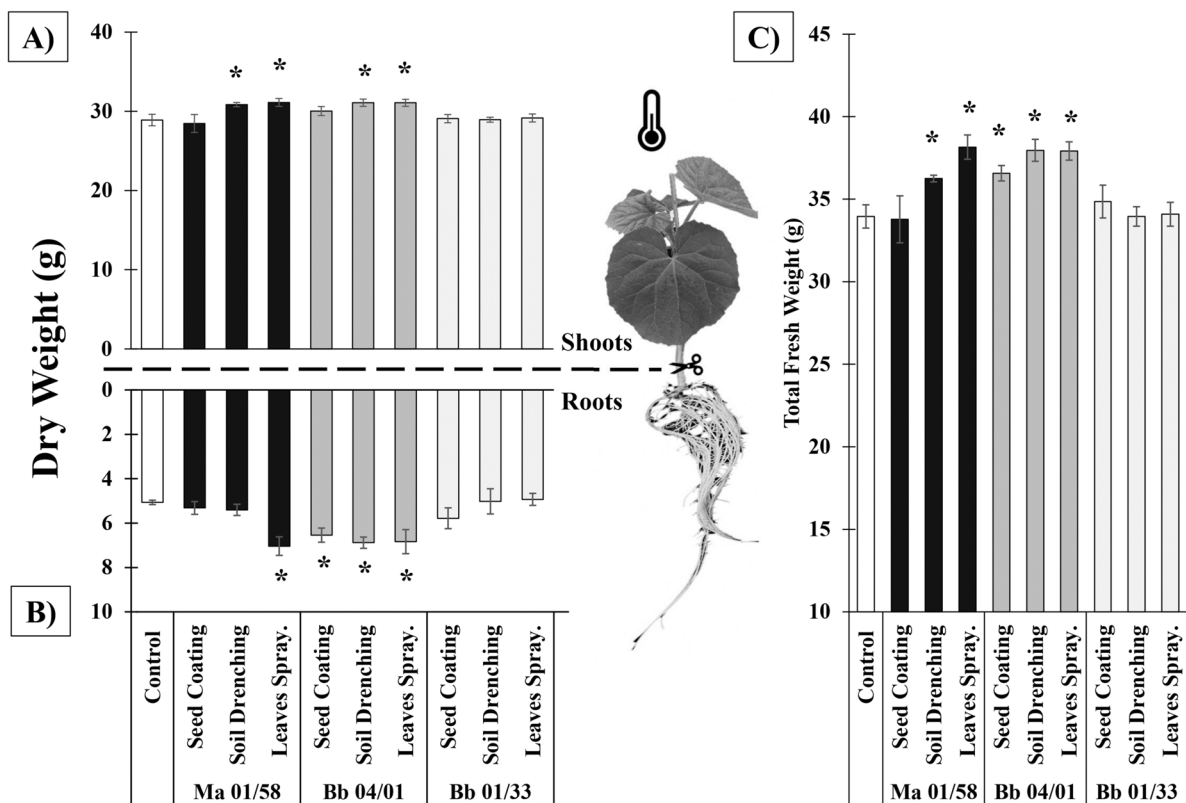 A)
40
30
20
10
0
Dry Weight (g)
Shoots
Roots
0
2
4
6
8
10
B)
* * * *
* * * *
Control
Seed Coating
Soil Drenching
Leaves Spray.
Seed Coating
Soil Drenching
Leaves Spray.
Seed Coating
Soil Drenching
Leaves Spray.
Ma 01/58
Bb 04/01
Bb 01/33
C)
45
40
35
30
25
20
15
10
Total Fresh Weight (g)
* * * * *
Control
Seed Coating
Soil Drenching
Leaves Spray.
Seed Coating
Soil Drenching
Leaves Spray.
Seed Coating
Soil Drenching
Leaves Spray.
Ma 01/58
Bb 04/01
Bb 01/33